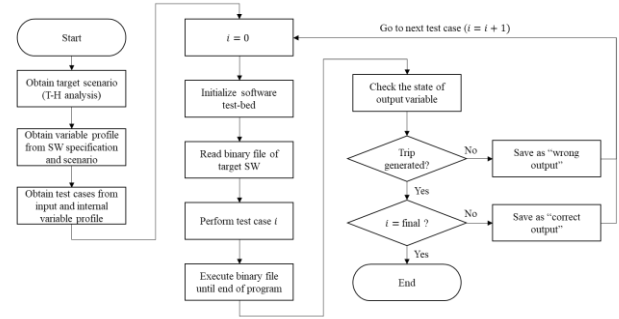 Start
Obtain target scenario
(T-H analysis)
Obtain variable profile
from SW specification
and scenario
Obtain test cases from
input and internal
variable profile
i = 0
Initialize software
test-bed
Read binary file of
target SW
Perform test case i
Execute binary file
until end of program
Go to next test case (i = i + 1)
Check the state of
output variable
Trip
generated?
No
Save as “wrong
output”
Yes
i = final ?
No
Save as “correct
output”
Yes
End